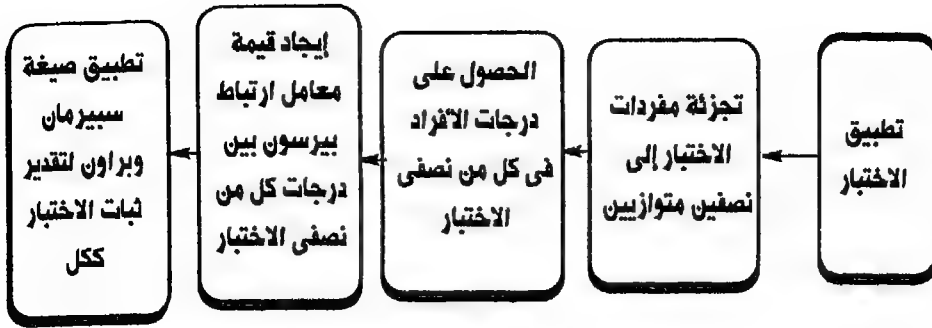 تطبيق
الاختبار
تجزئة مفردات
الاختبار إلى
نصفين متوازيين
الحصول على
درجات الأفراد
فى كل من نصفى
الاختبار
إيجاد قيمة
معامل ارتباط
بيرسون بين
درجات كل من
نصفى الاختبار
تطبيق صيغة
سبيرمان
وبراون لتقدير
ثبات الاختبار
ككل